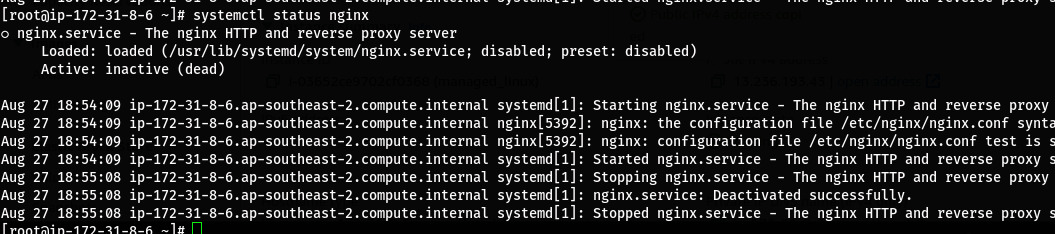 [root@ip-172-31-8-6 ~]# systemctl status nginx
○ nginx.service - The nginx HTTP and reverse proxy server
     Loaded: loaded (/usr/lib/systemd/system/nginx.service; disabled; preset: disabled)
     Active: inactive (dead)

Aug 27 18:54:09 ip-172-31-8-6.ap-southeast-2.compute.internal systemd[1]: Starting nginx.service - The nginx HTTP and reverse proxy
Aug 27 18:54:09 ip-172-31-8-6.ap-southeast-2.compute.internal nginx[5392]: nginx: the configuration file /etc/nginx/nginx.conf synta
Aug 27 18:54:09 ip-172-31-8-6.ap-southeast-2.compute.internal nginx[5392]: nginx: configuration file /etc/nginx/nginx.conf test is s
Aug 27 18:54:09 ip-172-31-8-6.ap-southeast-2.compute.internal systemd[1]: Started nginx.service - The nginx HTTP and reverse proxy s
Aug 27 18:55:08 ip-172-31-8-6.ap-southeast-2.compute.internal systemd[1]: Stopping nginx.service - The nginx HTTP and reverse proxy
Aug 27 18:55:08 ip-172-31-8-6.ap-southeast-2.compute.internal systemd[1]: nginx.service: Deactivated successfully.
Aug 27 18:55:08 ip-172-31-8-6.ap-southeast-2.compute.internal systemd[1]: Stopped nginx.service - The nginx HTTP and reverse proxy s
[root@ip-172-31-8-6 ~]#